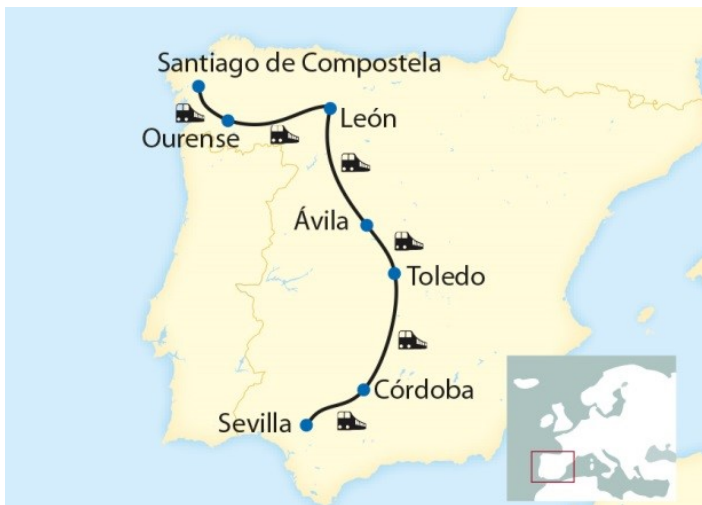 Santiago de Compostela
Ourense
León
Ávila
Toledo
Córdoba
Sevilla